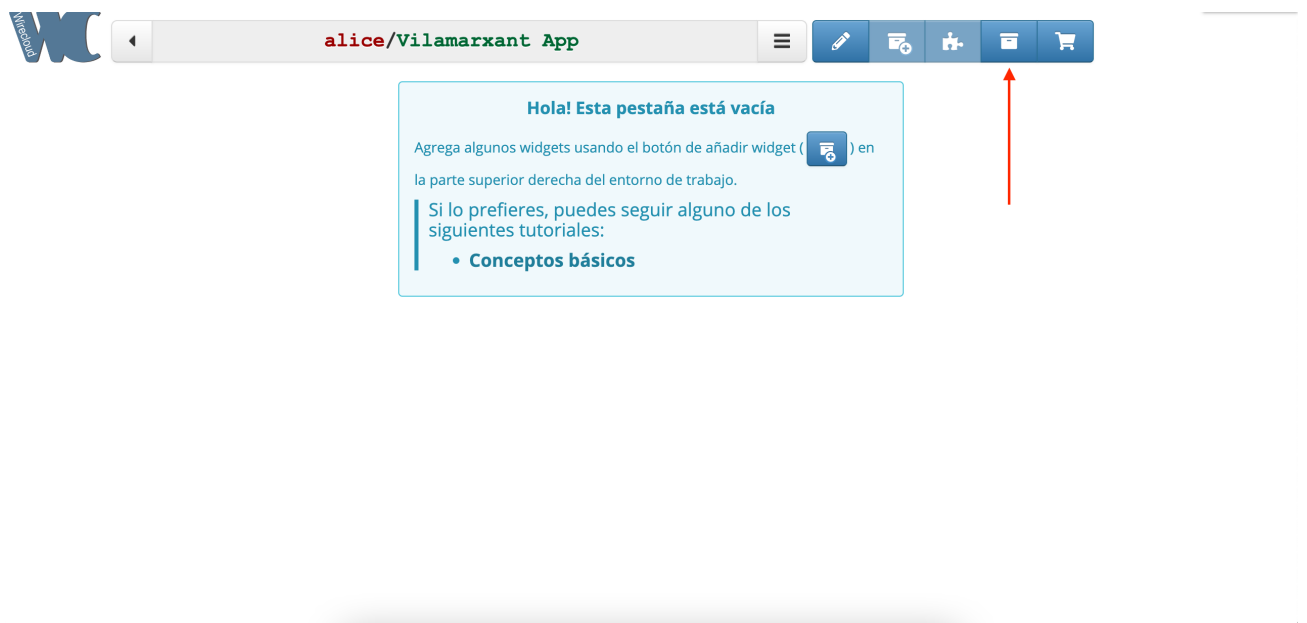 Wirecloud
WC
alice/Vilamarxant App
Hola! Esta pestaña está vacía
Agrega algunos widgets usando el botón de añadir widget ( ) en
la parte superior derecha del entorno de trabajo.
Si lo prefieres, puedes seguir alguno de los
siguientes tutoriales:
• Conceptos básicos